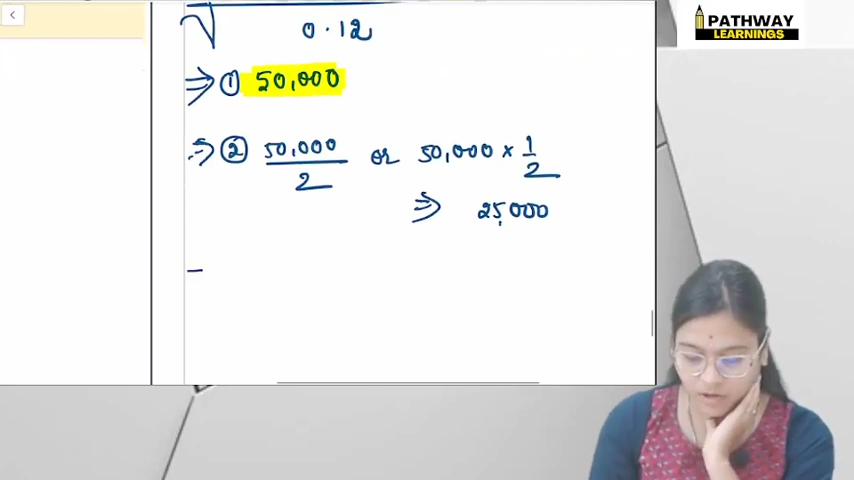 PATHWAY
LEARNINGS
√ 0.12
⇒ ① 50,000
⇒ ② 50,000/2 or 50,000 × 1/2
⇒ 25,000